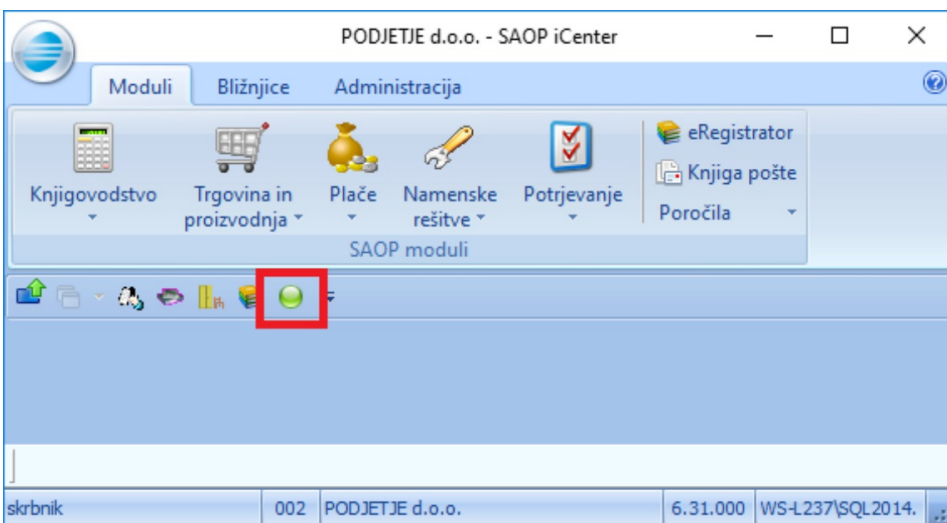 PODJETJE d.o.o. - SAOP iCenter
Moduli Bližnjice Administracija
Knjigovodstvo
Trgovina in
proizvodnja
Plače
Namenske
rešitve
Potrjevanje
eRegistrator
Knjiga pošte
Poročila
SAOP moduli
skrbnik 002 PODJETJE d.o.o. 6.31.000 WS-L237\SQL2014.